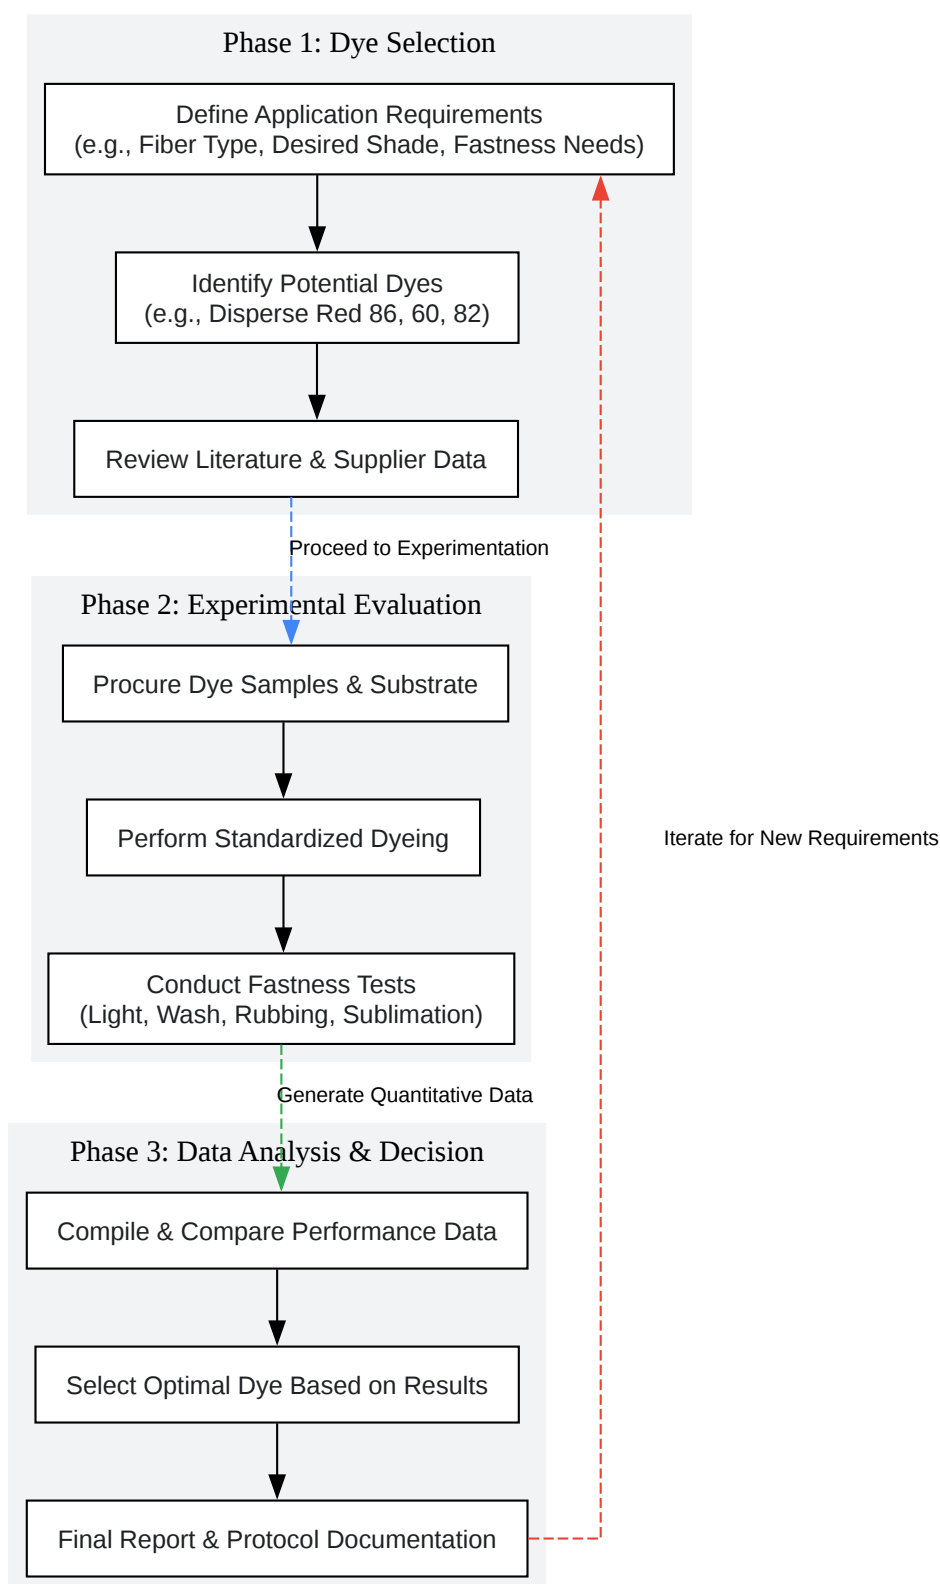 Phase 1: Dye Selection
Define Application Requirements
(e.g., Fiber Type, Desired Shade, Fastness Needs)
Identify Potential Dyes
(e.g., Disperse Red 86, 60, 82)
Review Literature & Supplier Data
Proceed to Experimentation
Phase 2: Experimental Evaluation
Procure Dye Samples & Substrate
Perform Standardized Dyeing
Iterate for New Requirements
Conduct Fastness Tests
(Light, Wash, Rubbing, Sublimation)
Generate Quantitative Data
Phase 3: Data Analysis & Decision
Compile & Compare Performance Data
Select Optimal Dye Based on Results
Final Report & Protocol Documentation